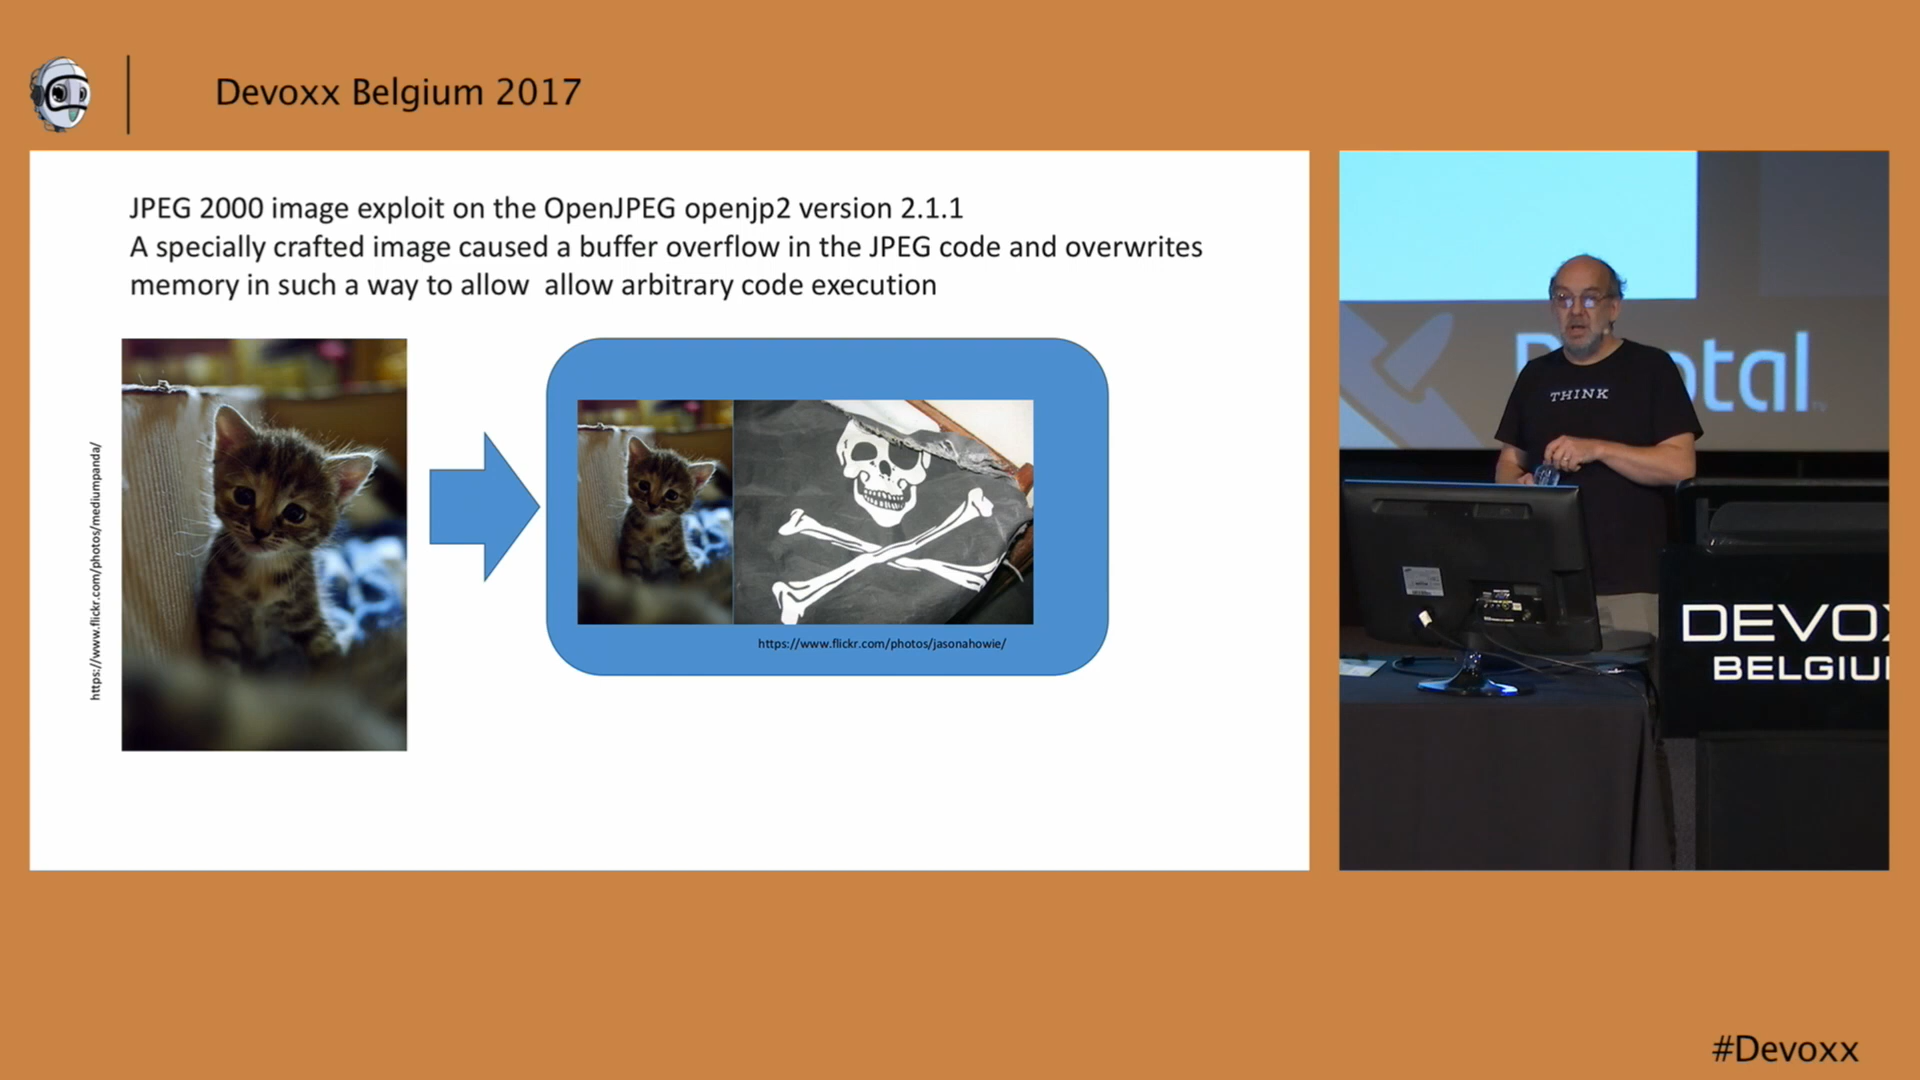 Devoxx Belgium 2017
JPEG 2000 image exploit on the OpenJPEG openjp2 version 2.1.1
A specially crafted image caused a buffer overflow in the JPEG code and overwrites
memory in such a way to allow  allow arbitrary code execution
https://www.flickr.com/photos/mediumpanda/
https://www.flickr.com/photos/jasonahowie/
tal
THINK
DEVOX
BELGIU
#Devoxx